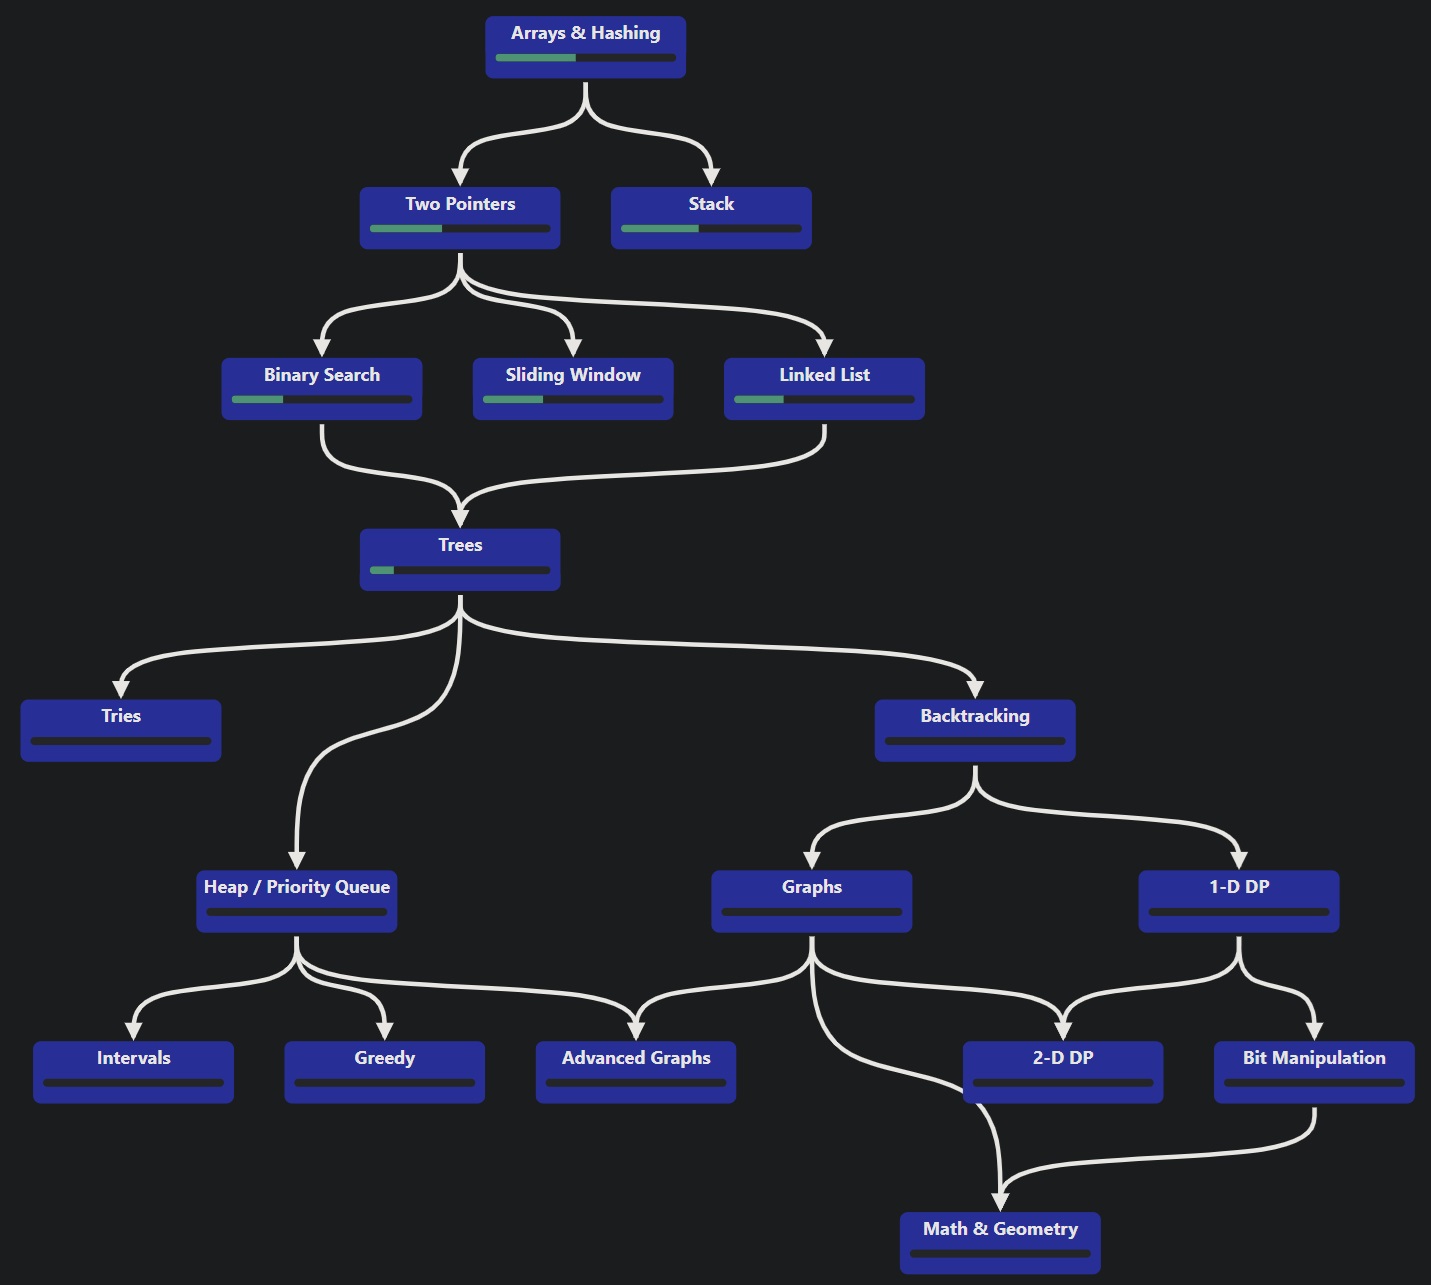 Arrays & Hashing
Two Pointers
Stack
Binary Search
Sliding Window
Linked List
Trees
Tries
Backtracking
Heap / Priority Queue
Graphs
1-D DP
Intervals
Greedy
Advanced Graphs
2-D DP
Bit Manipulation
Math & Geometry